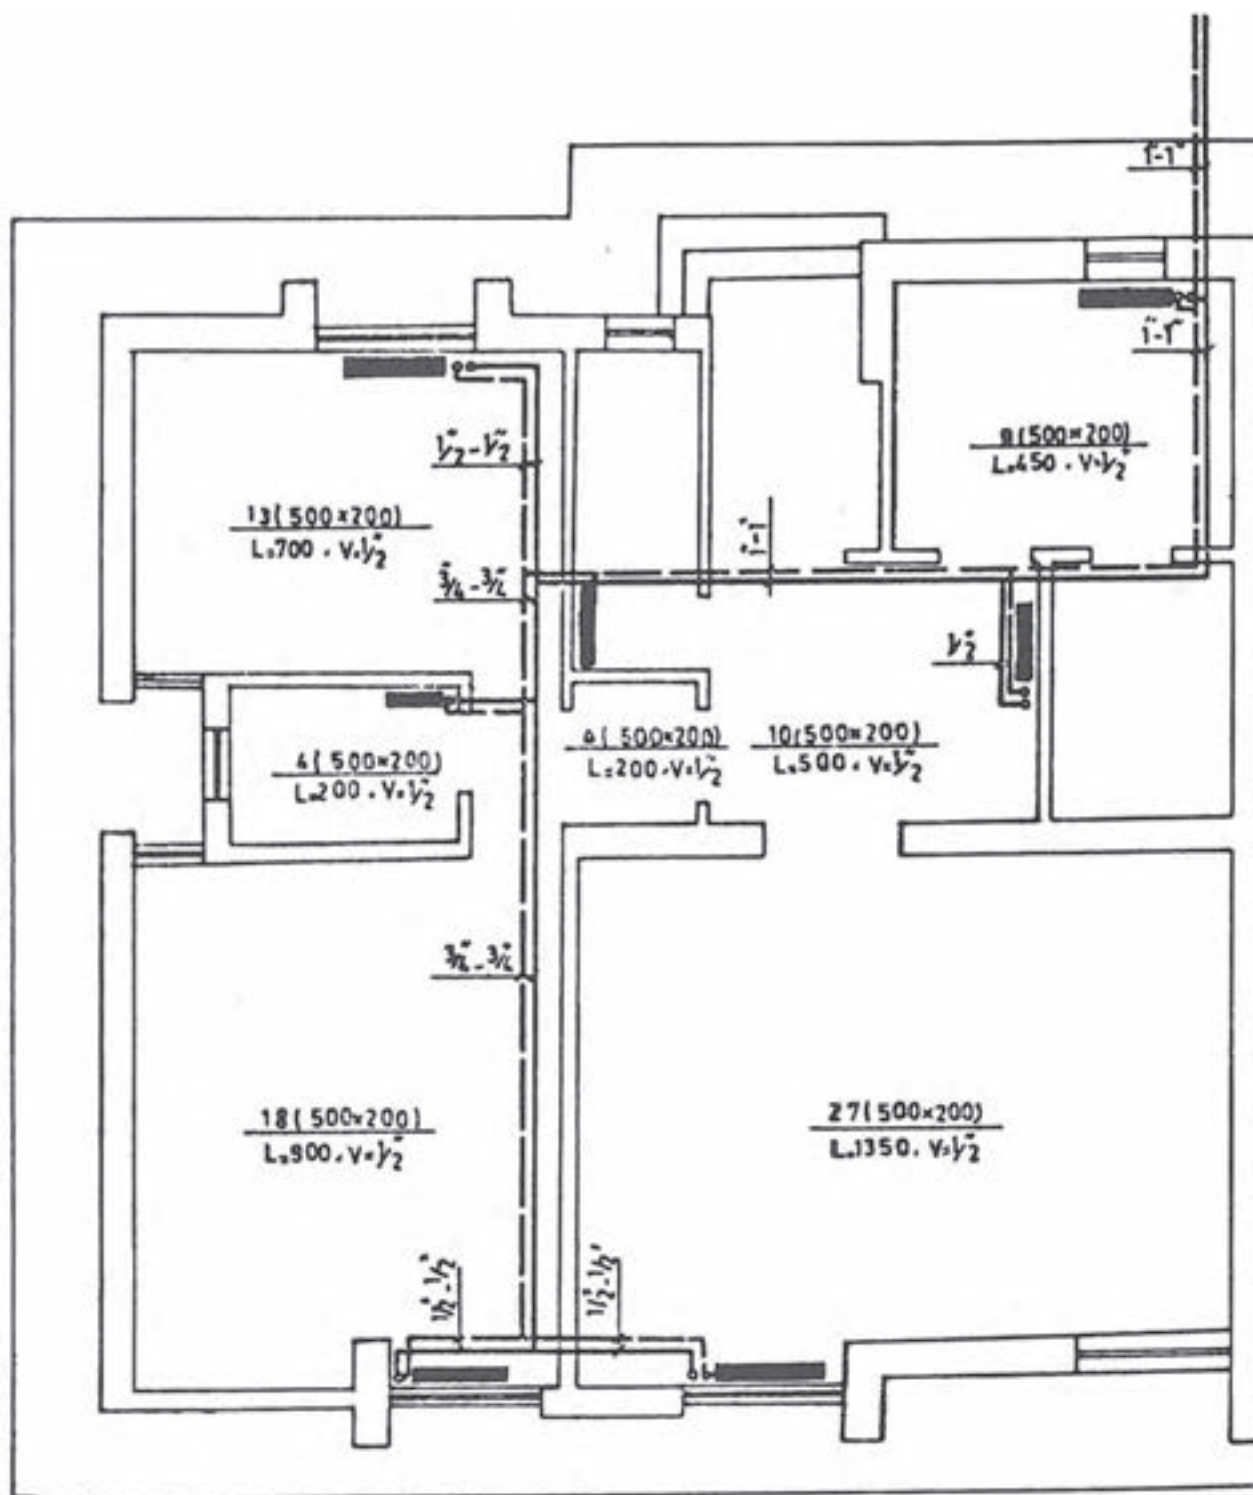 1"-1"
1"-1"
1/2"-1/2"
9(500×200)
L=450 . V=1/2"
13(500×200)
L=700 . V=1/2"
1"-1"
3/4"-3/4"
1/2"
4(500×200)
L=200 . V=1/2"
4(500×200)
L=200 . V=1/2"
10(500×200)
L=500 . V=1/2"
3/4"-3/4"
18(500×200)
L=900 . V=1/2"
27(500×200)
L=1350 . V=1/2"
1/2"-1/2"
1/2"-1/2"